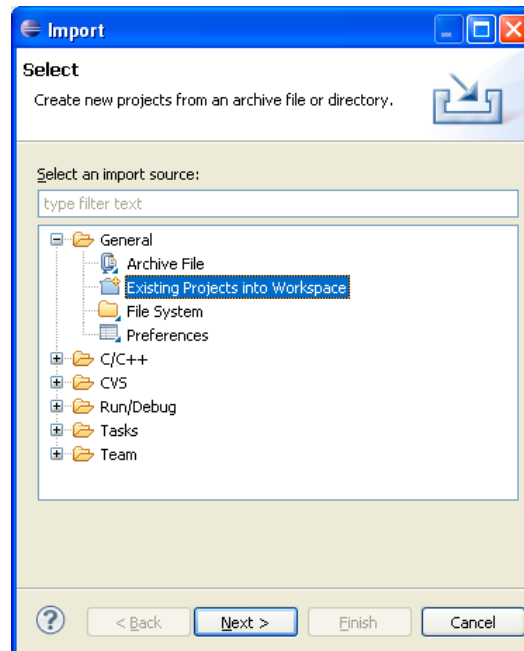 Import
Select
Create new projects from an archive file or directory.
Select an import source:
type filter text
General
Archive File
Existing Projects into Workspace
File System
Preferences
C/C++
CVS
Run/Debug
Tasks
Team
? < Back Next > Finish Cancel